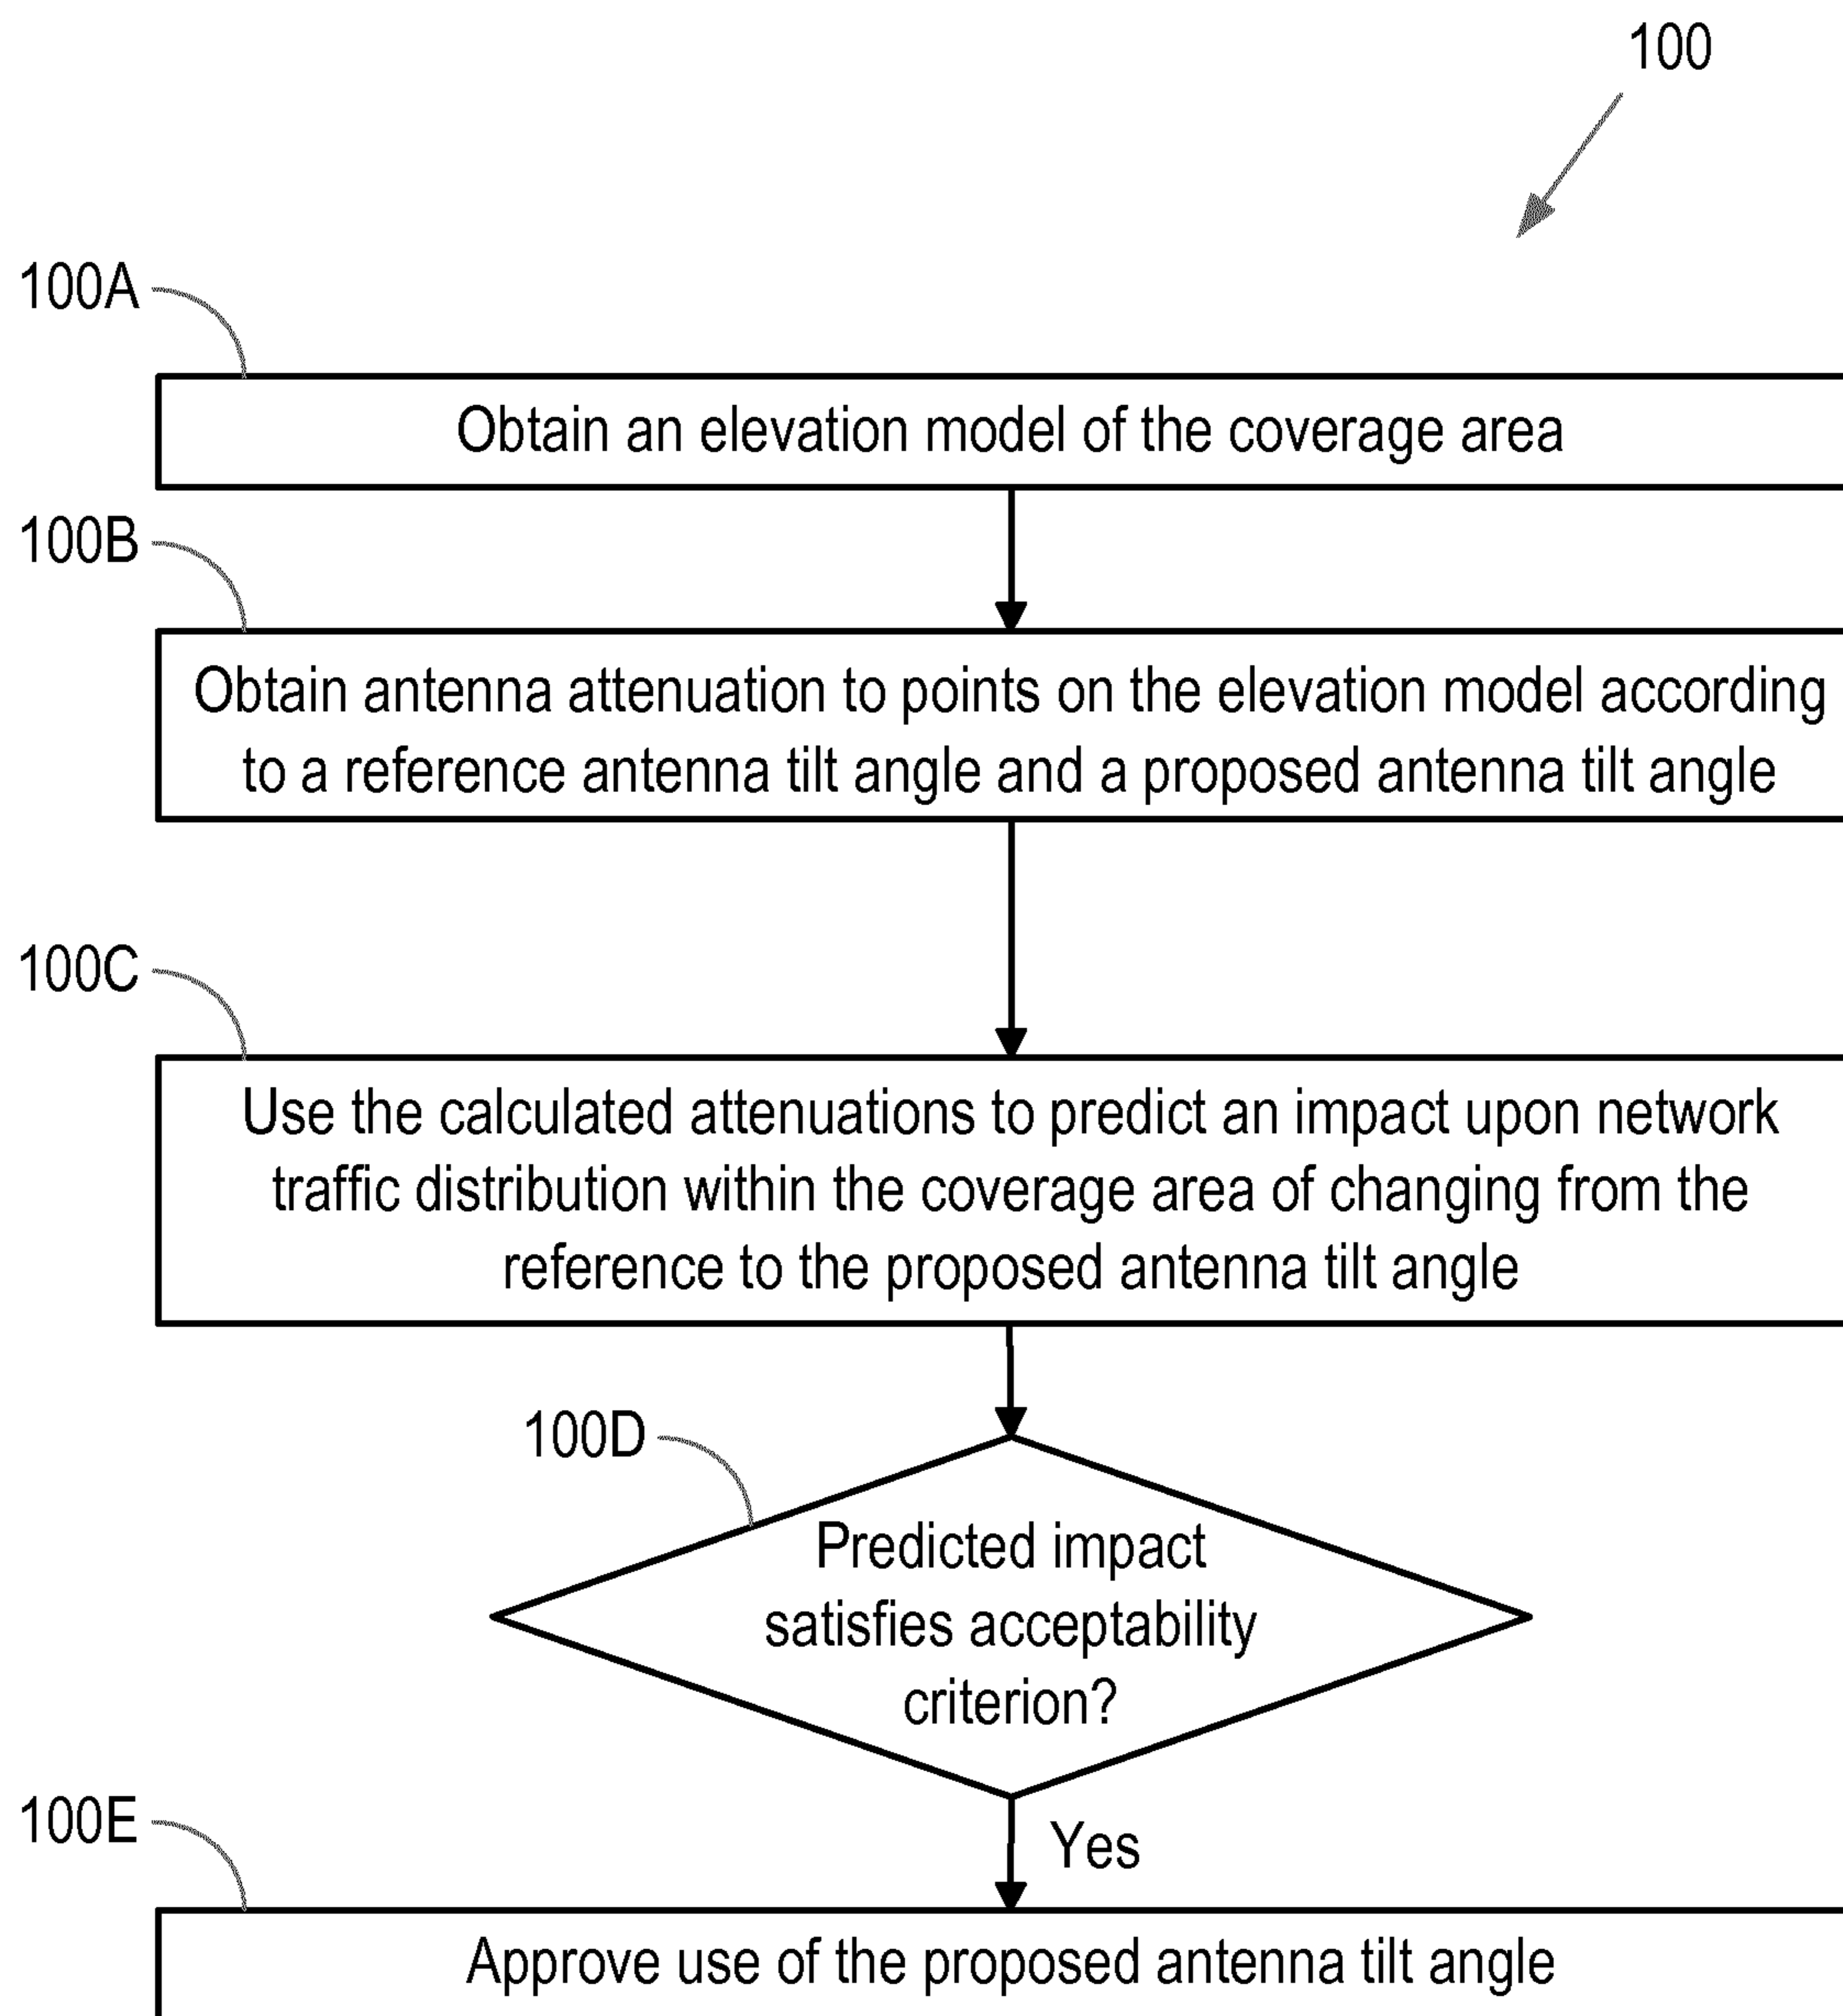 100
100A
Obtain an elevation model of the coverage area
100B
Obtain antenna attenuation to points on the elevation model according
to a reference antenna tilt angle and a proposed antenna tilt angle
100C
Use the calculated attenuations to predict an impact upon network
traffic distribution within the coverage area of changing from the
reference to the proposed antenna tilt angle
100D
Predicted impact
satisfies acceptability
criterion?
Yes
100E
Approve use of the proposed antenna tilt angle